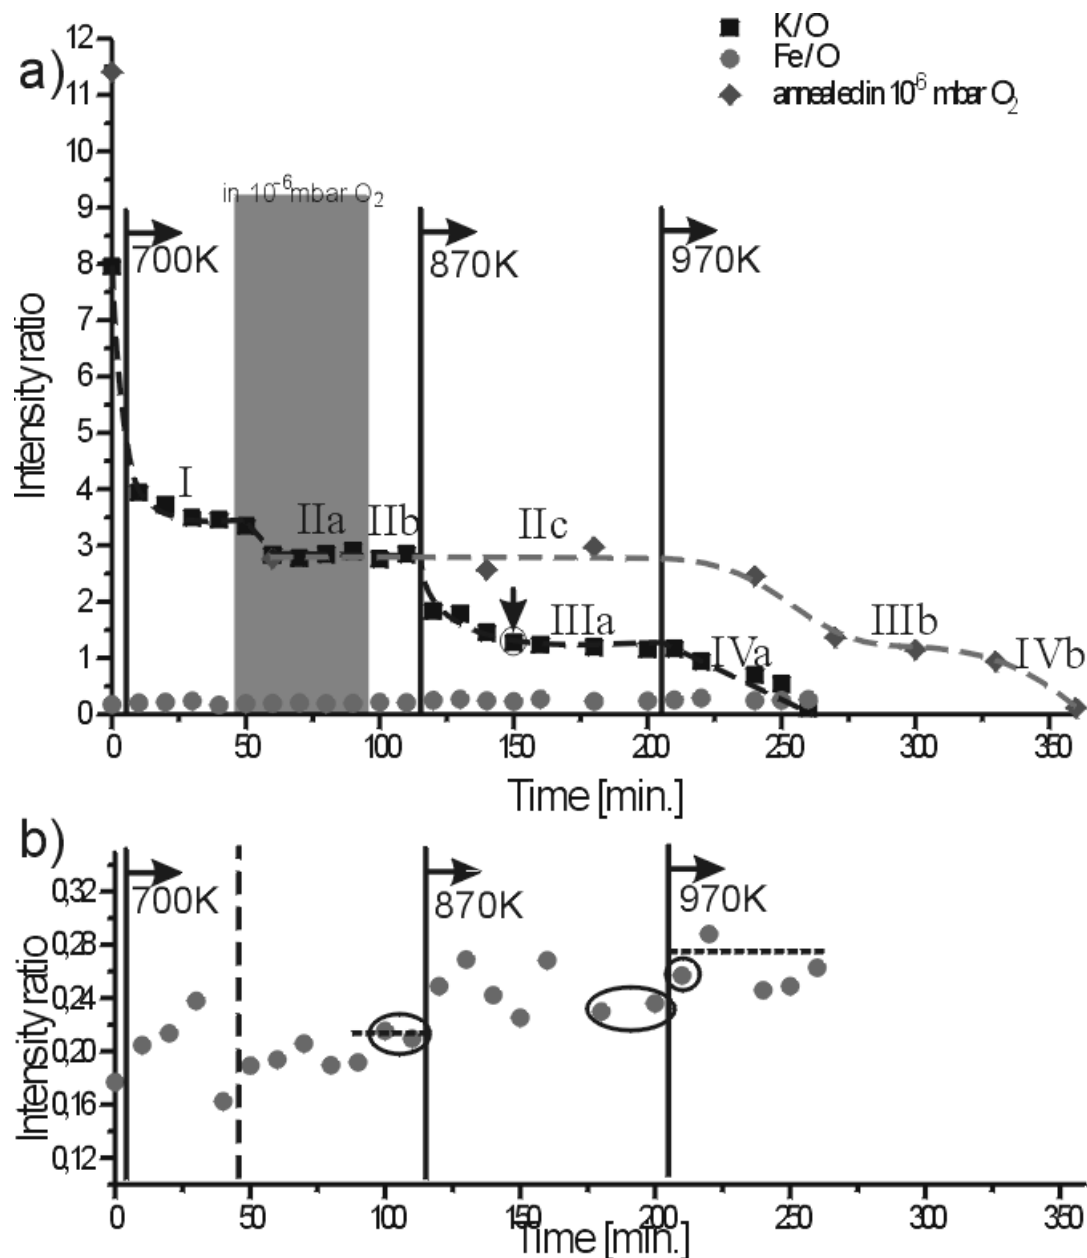 a)
K/O
Fe/O
annealed in 10⁻⁶ mbar O₂
12
11
10
9
8
7
6
5
4
3
2
1
0
Intensity ratio
in 10⁻⁶mbar O₂
700K
870K
970K
I
IIa
IIb
IIc
IIIa
IVa
IIIb
IVb
0
50
100
150
200
250
300
350
Time [min.]
b)
0,32
0,28
0,24
0,20
0,16
0,12
Intensity ratio
700K
870K
970K
0
50
100
150
200
250
300
350
Time [min.]